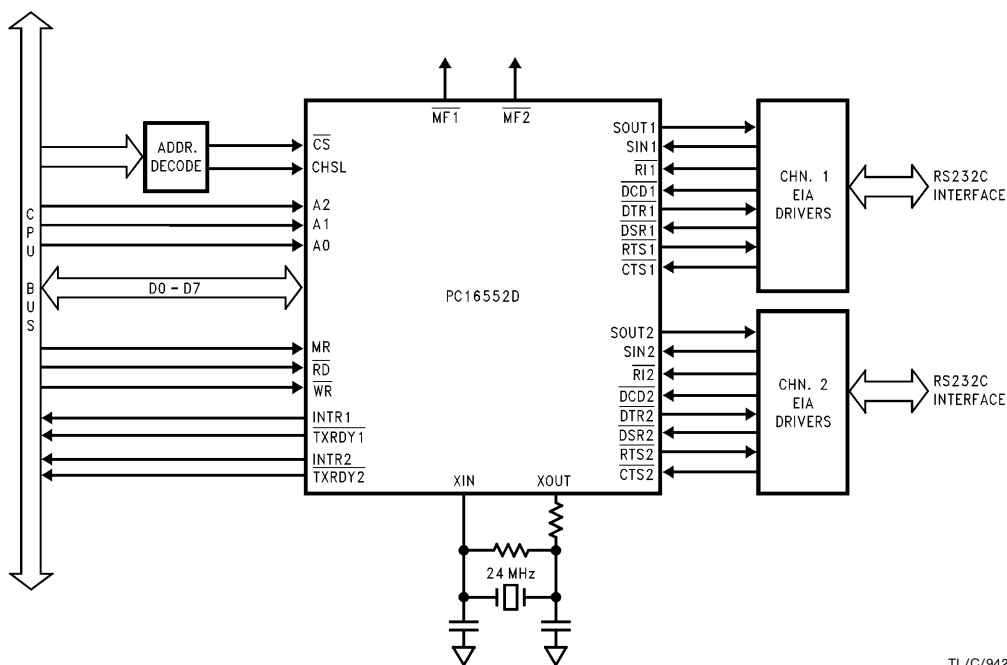 MF1
MF2
ADDR.
DECODE
CS
CHSL
A2
A1
A0
CPU BUS
D0 - D7
MR
RD
WR
INTR1
TXRDY1
INTR2
TXRDY2
PC16552D
XIN
XOUT
24 MHz
SOUT1
SIN1
RI1
DCD1
DTR1
DSR1
RTS1
CTS1
CHN. 1
EIA
DRIVERS
RS232C
INTERFACE
SOUT2
SIN2
RI2
DCD2
DTR2
DSR2
RTS2
CTS2
CHN. 2
EIA
DRIVERS
RS232C
INTERFACE